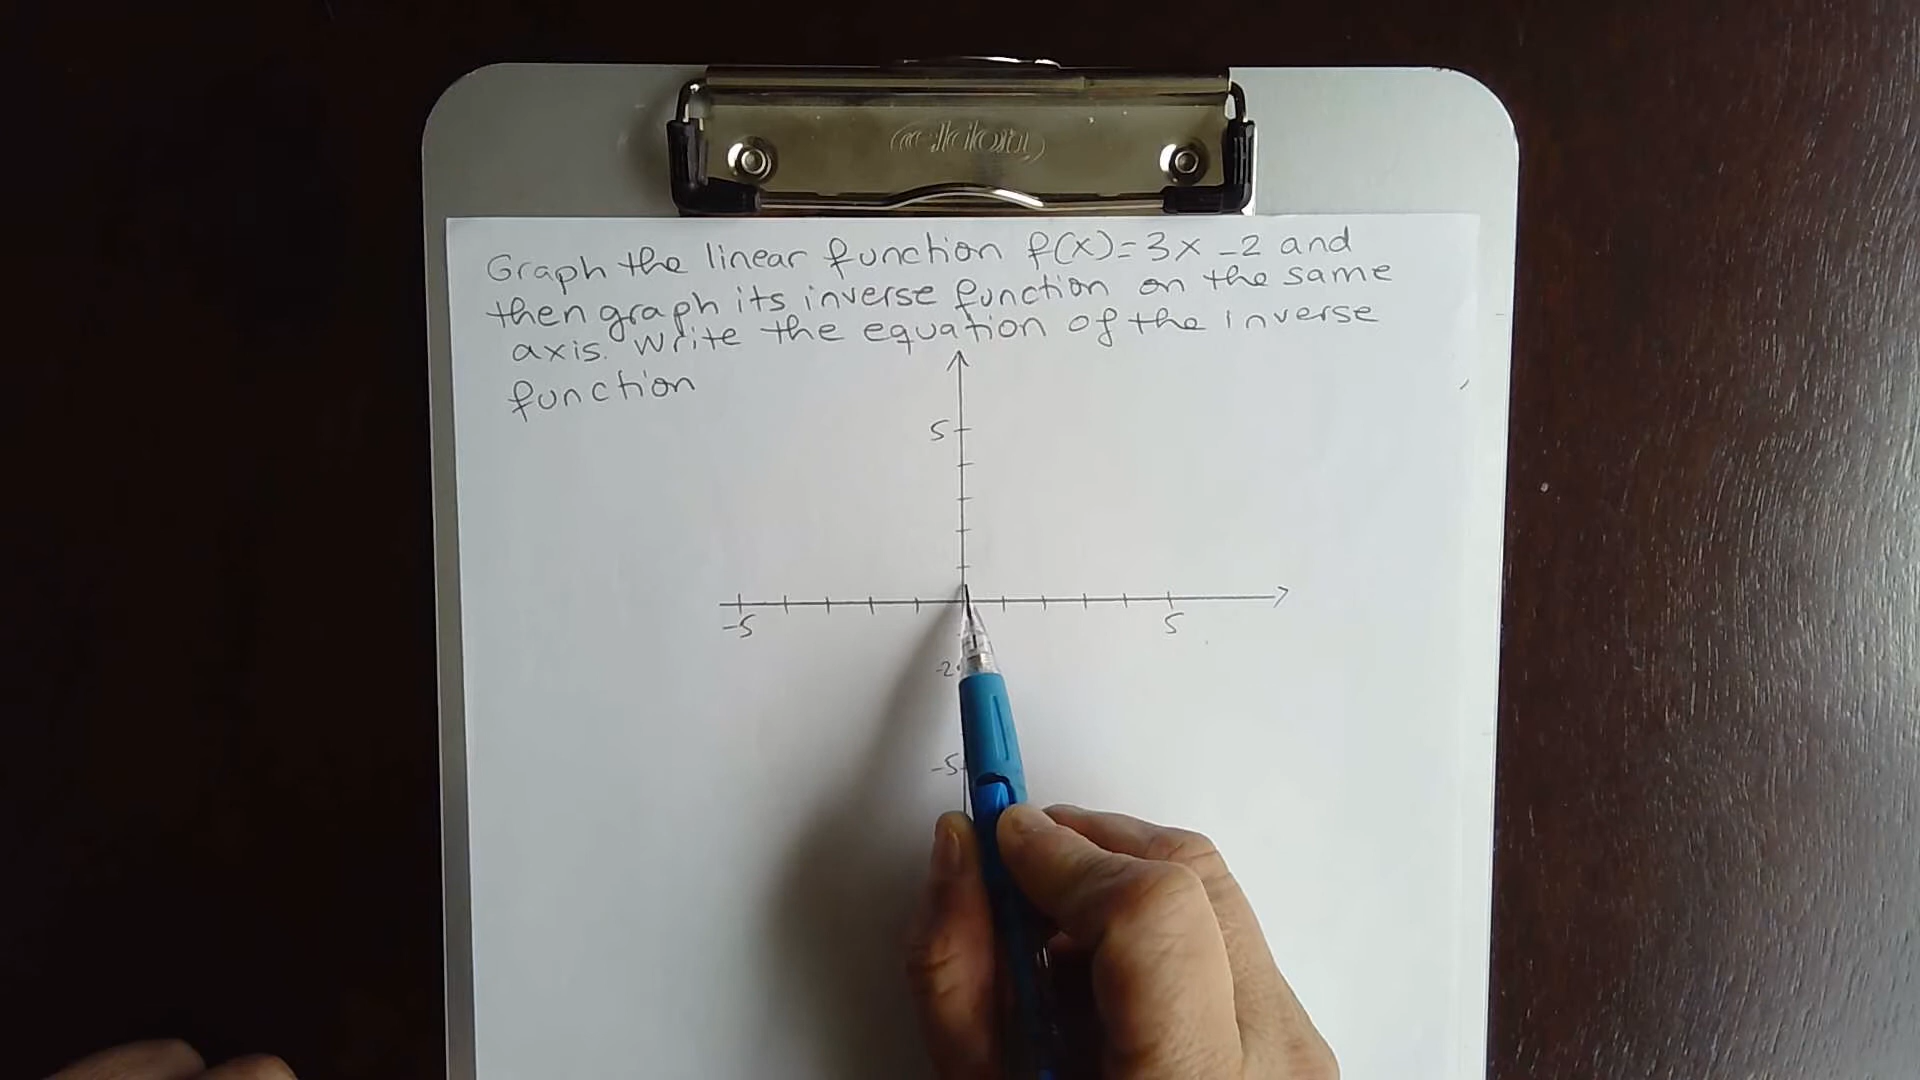 Graph the linear function f(x)=3x-2 and
then graph its inverse function on the same
axis. Write the equation of the inverse
function
5
-5
5
-2
-5